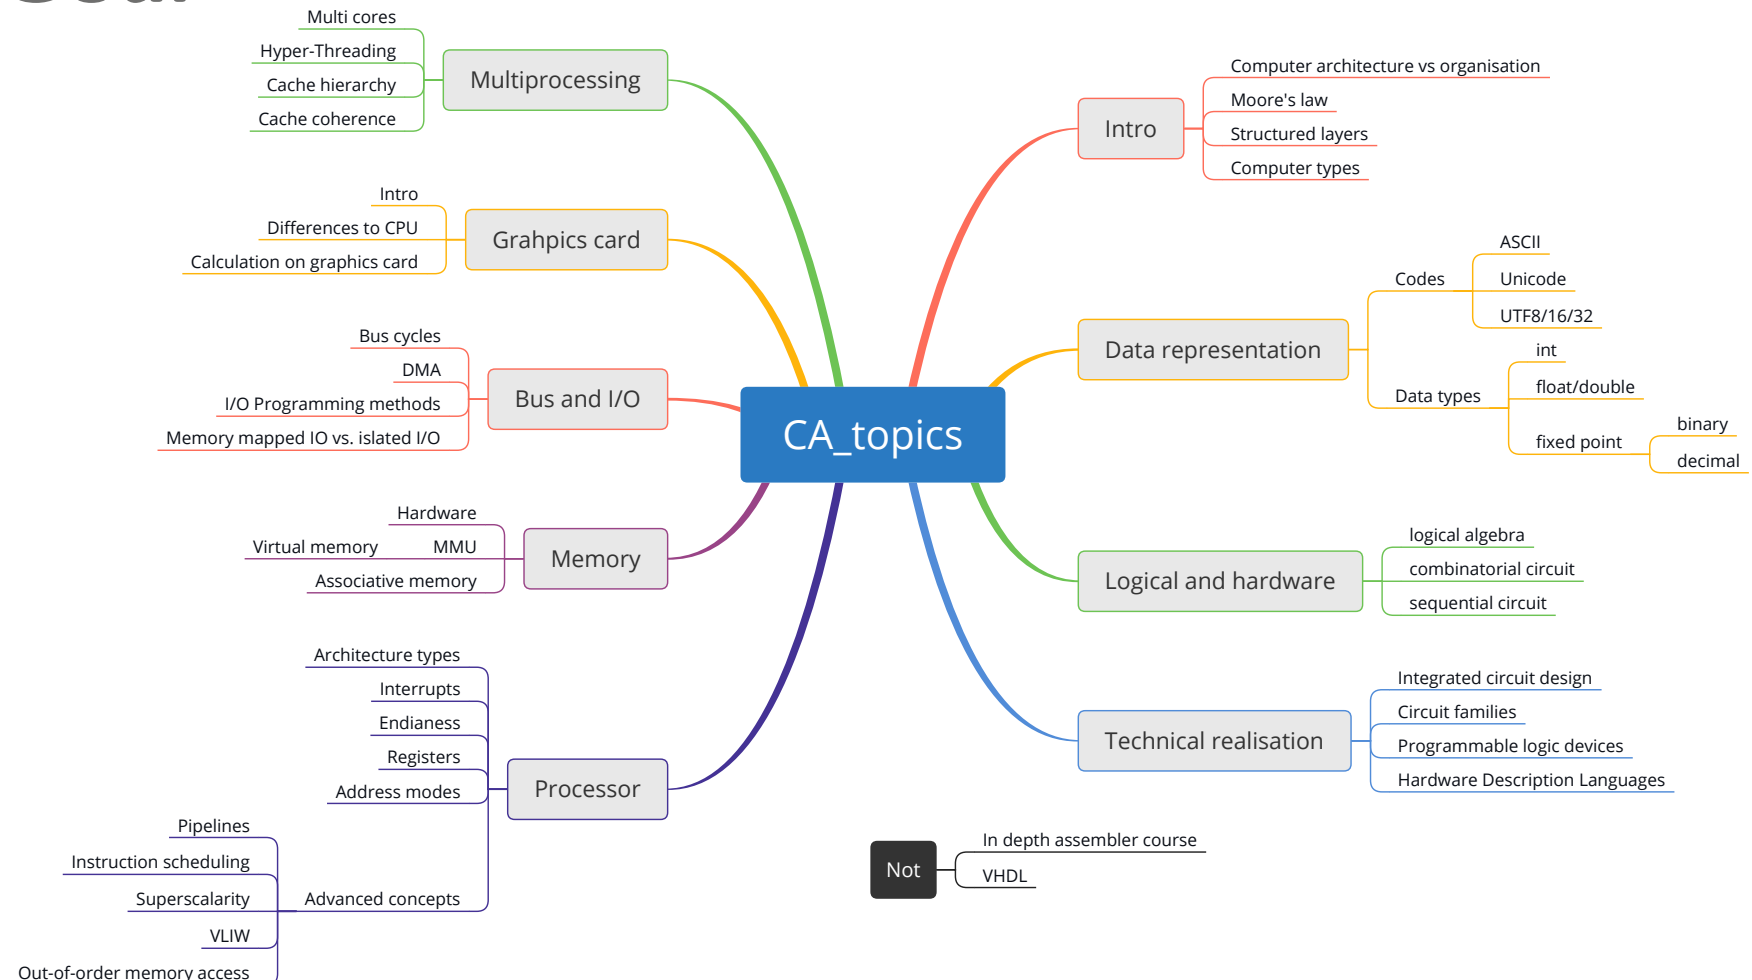 Multi cores
Hyper-Threading
Cache hierarchy
Cache coherence
Multiprocessing
Intro
Differences to CPU
Calculation on graphics card
Grahpics card
Bus cycles
DMA
I/O Programming methods
Memory mapped IO vs. islated I/O
Bus and I/O
Hardware
Virtual memory
MMU
Associative memory
Memory
Architecture types
Interrupts
Endianess
Registers
Address modes
Processor
Pipelines
Instruction scheduling
Superscalarity
VLIW
Out-of-order memory access
Advanced concepts
CA_topics
Intro
Computer architecture vs organisation
Moore's law
Structured layers
Computer types
Data representation
Codes
ASCII
Unicode
UTF8/16/32
Data types
int
float/double
fixed point
binary
decimal
Logical and hardware
logical algebra
combinatorial circuit
sequential circuit
Technical realisation
Integrated circuit design
Circuit families
Programmable logic devices
Hardware Description Languages
Not
In depth assembler course
VHDL